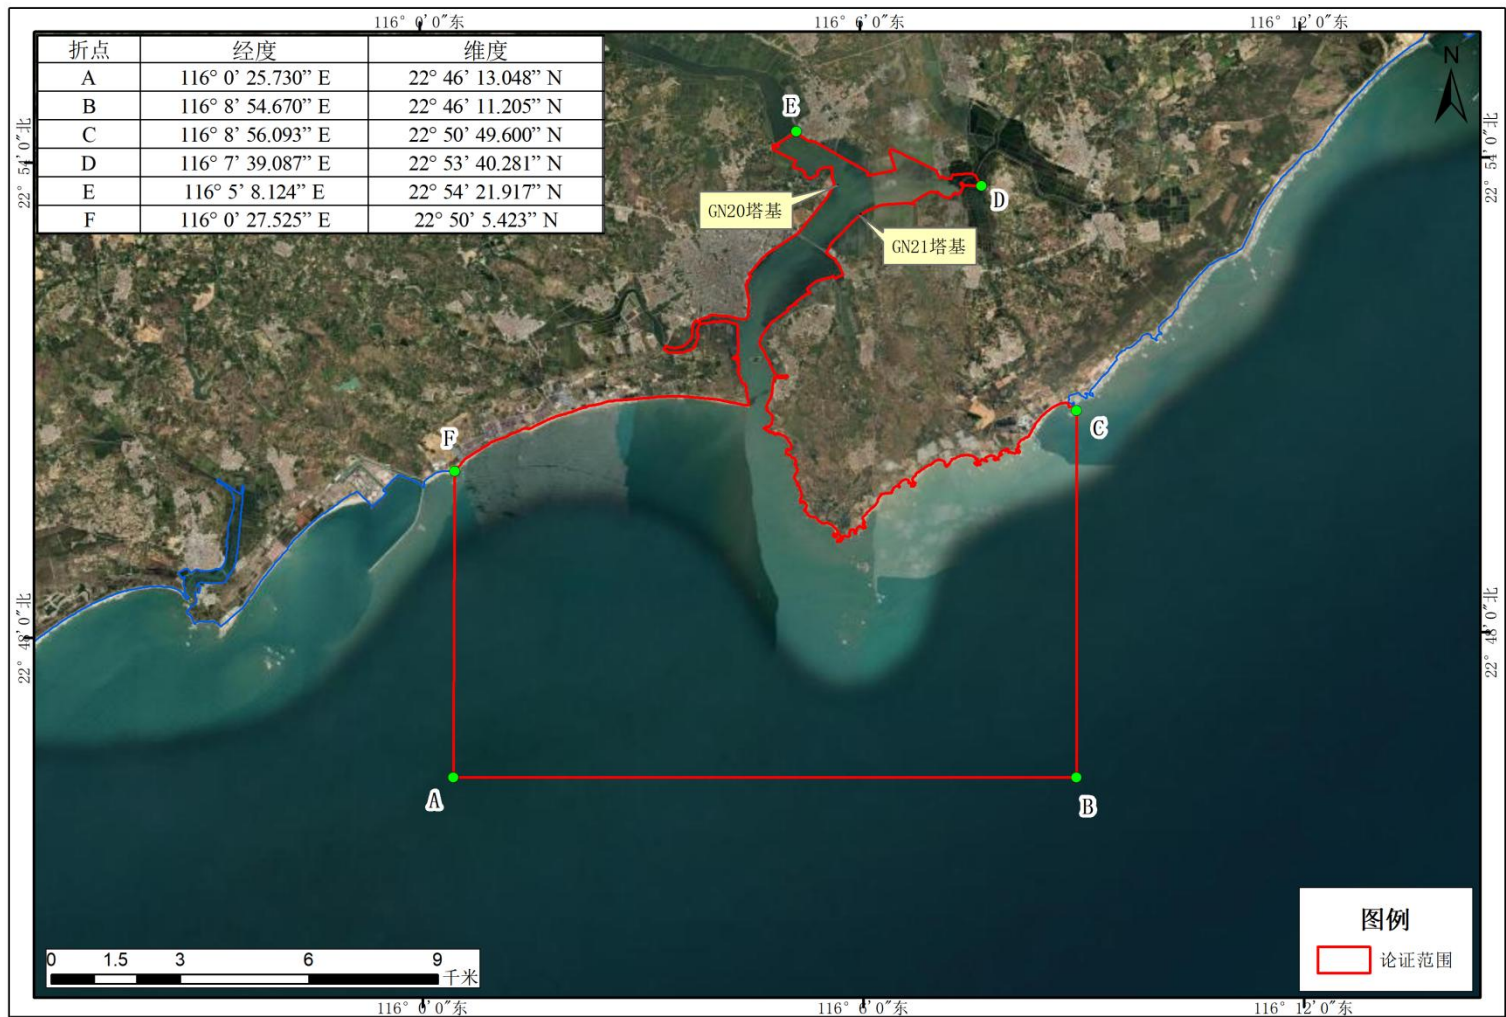 116° 0' 0"东
116° 6' 0"东
116° 12' 0"东
折点 经度 维度
A 116° 0' 25.730” E 22° 46' 13.048” N
B 116° 8' 54.670” E 22° 46' 11.205” N
C 116° 8' 56.093” E 22° 50' 49.600” N
D 116° 7' 39.087” E 22° 53' 40.281” N
E 116° 5' 8.124” E 22° 54' 21.917” N
F 116° 0' 27.525” E 22° 50' 5.423” N
N
22° 54' 0"北
22° 54' 0"北
E
D
GN20塔基
GN21塔基
C
F
22° 48' 0"北
22° 48' 0"北
A
B
图例
论证范围
0 1.5 3 6 9
千米
116° 0' 0"东
116° 6' 0"东
116° 12' 0"东